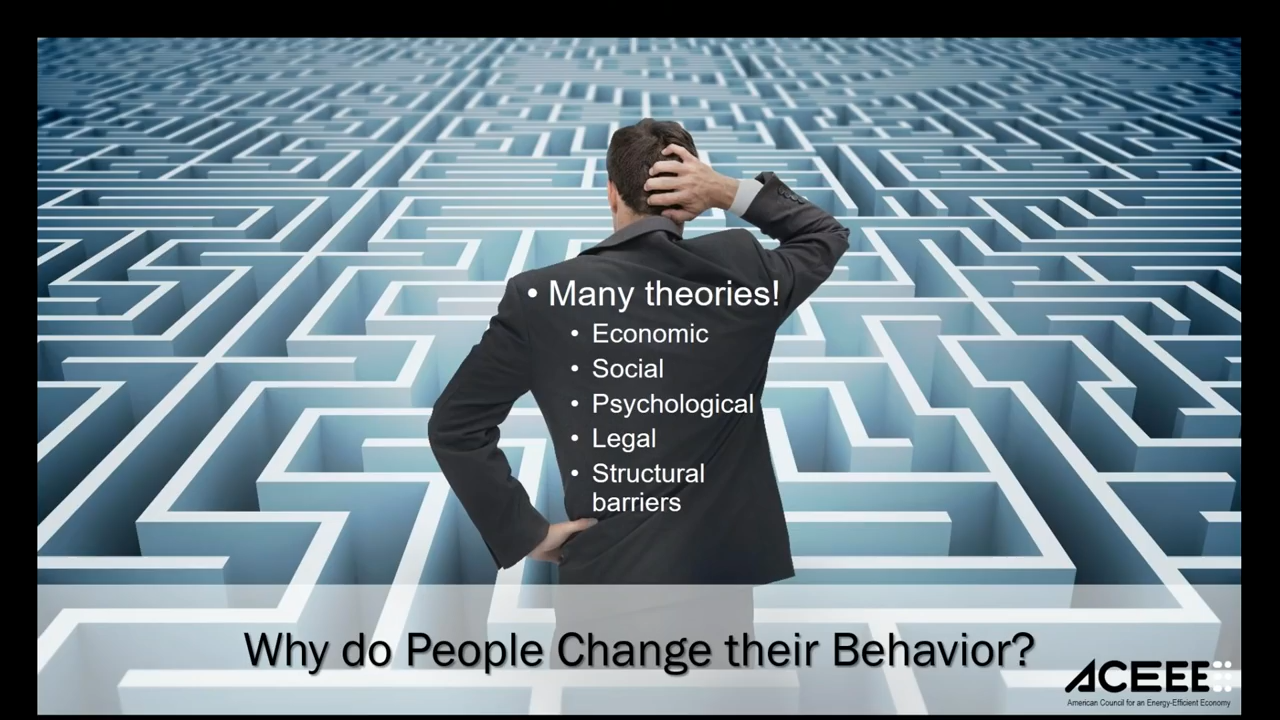 • Many theories!
• Economic
• Social
• Psychological
• Legal
• Structural
barriers
Why do People Change their Behavior?
ACEEE
American Council for an Energy-Efficient Economy